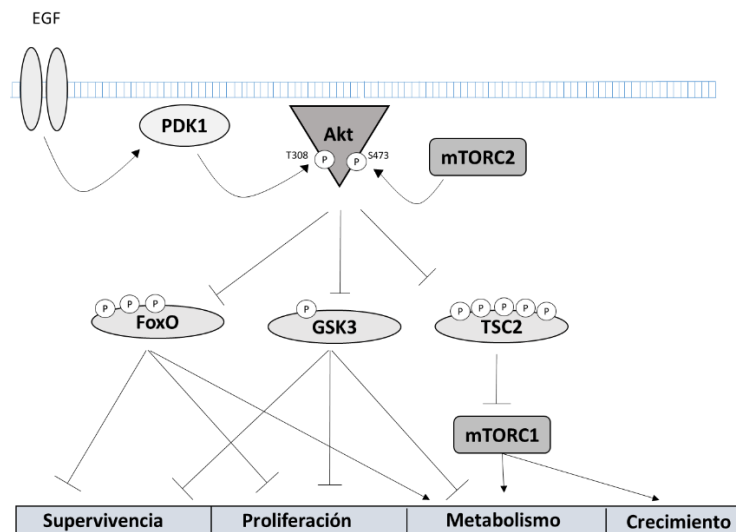 EGF
PDK1
Akt
T308
P
P
S473
mTORC2
P
P
P
FoxO
P
GSK3
P
P
P
P
P
TSC2
mTORC1
Supervivencia
Proliferación
Metabolismo
Crecimiento